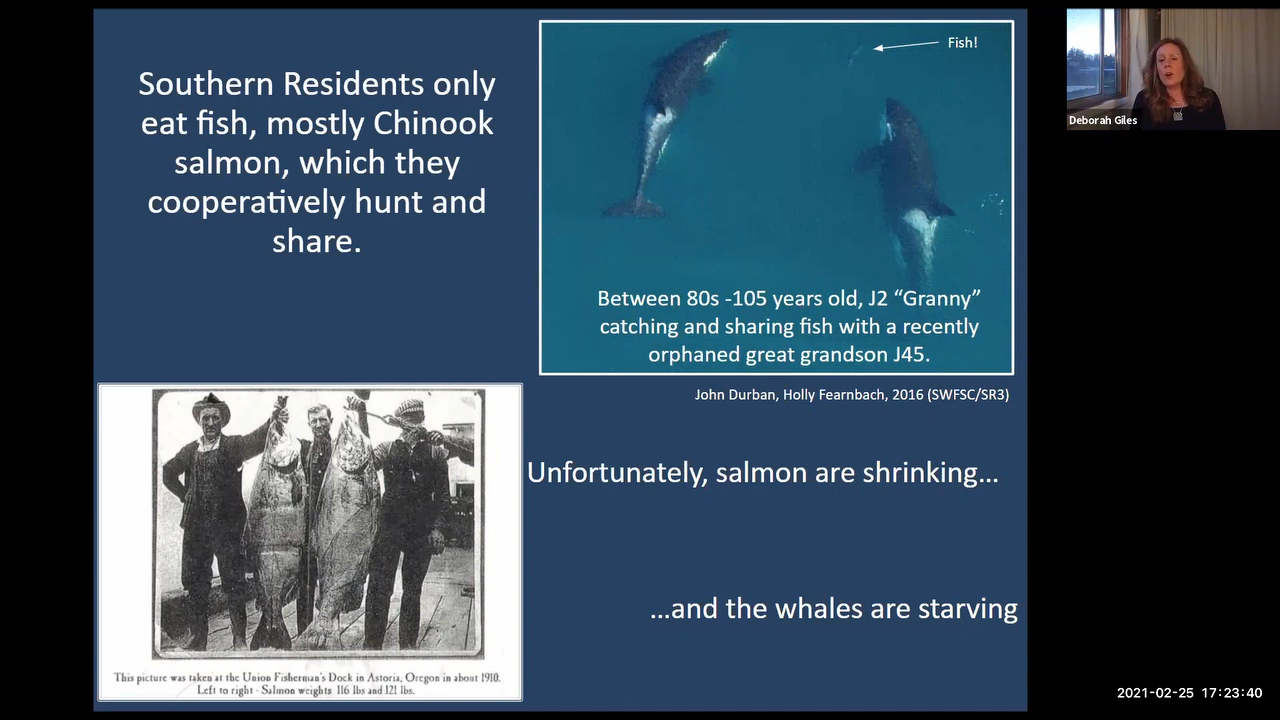 Southern Residents only
eat fish, mostly Chinook
salmon, which they
cooperatively hunt and
share.
Fish!
Between 80s -105 years old, J2 “Granny”
catching and sharing fish with a recently
orphaned great grandson J45.
John Durban, Holly Fearnbach, 2016 (SWFSC/SR3)
Unfortunately, salmon are shrinking...
...and the whales are starving
This picture was taken at the Union Fisherman's Dock in Astoria, Oregon in about 1910.
Left to right - Salmon weights 116 lbs and 121 lbs.
Deborah Giles
2021-02-25 17:23:40